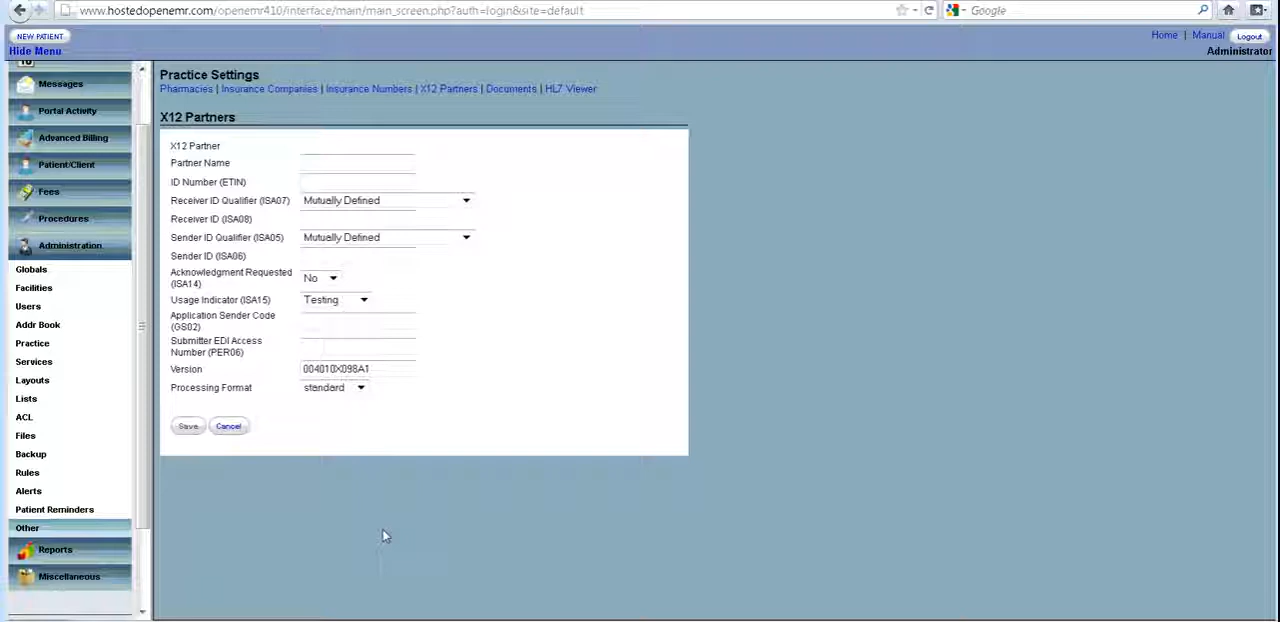 www.hostedopenemr.com/openemr410/interface/main/main_screen.php?auth=login&site=default
Google
NEW PATIENT
Home | Manual Logout
Hide Menu
Administrator
Messages
Portal Activity
Advanced Billing
Patient/Client
Fees
Procedures
Administration
Globals
Facilities
Users
Addr Book
Practice
Services
Layouts
Lists
ACL
Files
Backup
Rules
Alerts
Patient Reminders
Other
Reports
Miscellaneous
Practice Settings
Pharmacies | Insurance Companies | Insurance Numbers | X12 Partners | Documents | HL7 Viewer
X12 Partners
X12 Partner
Partner Name
ID Number (ETIN)
Receiver ID Qualifier (ISA07) Mutually Defined
Receiver ID (ISA08)
Sender ID Qualifier (ISA05) Mutually Defined
Sender ID (ISA06)
Acknowledgment Requested
(ISA14) No
Usage Indicator (ISA15) Testing
Application Sender Code
(GS02)
Submitter EDI Access
Number (PER06)
Version 004010X098A1
Processing Format standard
Save Cancel